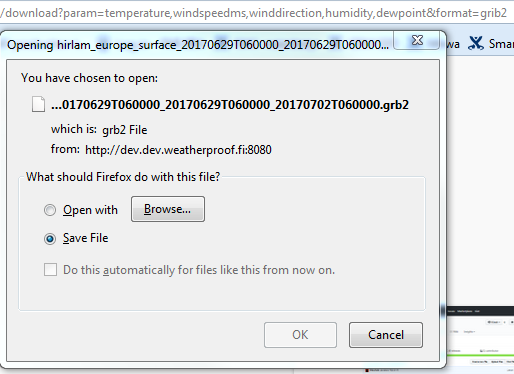 /download?param=temperature,windspeedms,winddirection,humidity,dewpoint&format=grib2
Opening hirlam_europe_surface_20170629T060000_20170629T060000...
wa
Smar
You have chosen to open:
...0170629T060000_20170629T060000_20170702T060000.grb2
which is: grb2 File
from: http://dev.dev.weatherproof.fi:8080
What should Firefox do with this file?
Open with
Browse...
Save File
Do this automatically for files like this from now on.
OK
Cancel